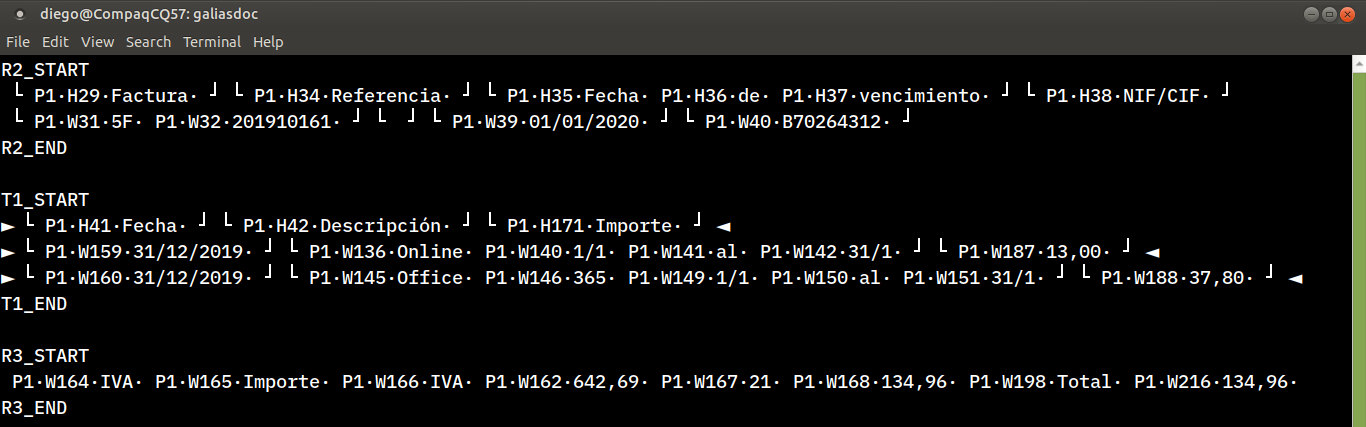 diego@CompaqCQ57: galiasdoc
File Edit View Search Terminal Help
R2_START
└ P1·H29·Factura· ┘ └ P1·H34·Referencia· ┘ └ P1·H35·Fecha· P1·H36·de· P1·H37·vencimiento· ┘ └ P1·H38·NIF/CIF· ┘
└ P1·W31·5F· P1·W32·201910161· ┘ └ ┘ └ P1·W39·01/01/2020· ┘ └ P1·W40·B70264312· ┘
R2_END
T1_START
► └ P1·H41·Fecha· ┘ └ P1·H42·Descripción· ┘ └ P1·H171·Importe· ┘ ◄
► └ P1·W159·31/12/2019· ┘ └ P1·W136·Online· P1·W140·1/1· P1·W141·al· P1·W142·31/1· ┘ └ P1·W187·13,00· ┘ ◄
► └ P1·W160·31/12/2019· ┘ └ P1·W145·Office· P1·W146·365· P1·W149·1/1· P1·W150·al· P1·W151·31/1· ┘ └ P1·W188·37,80· ┘ ◄
T1_END
R3_START
P1·W164·IVA· P1·W165·Importe· P1·W166·IVA· P1·W162·642,69· P1·W167·21· P1·W168·134,96· P1·W198·Total· P1·W216·134,96·
R3_END